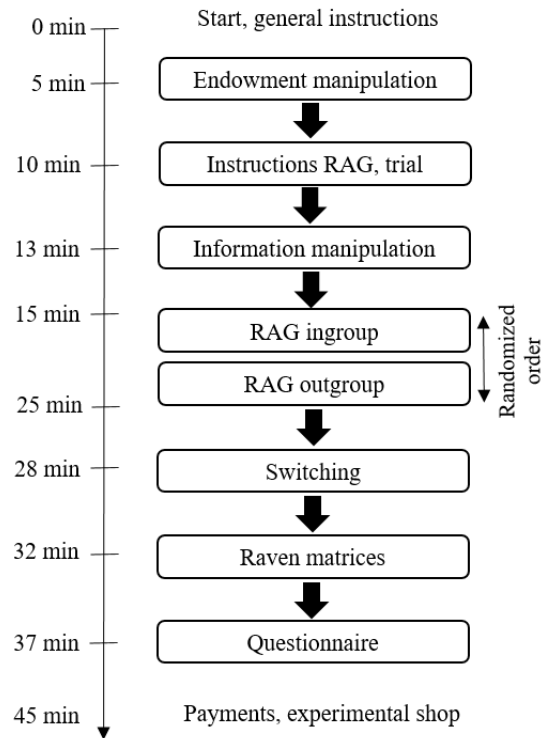 0 min
Start, general instructions
5 min
Endowment manipulation
10 min
Instructions RAG, trial
13 min
Information manipulation
15 min
RAG ingroup
RAG outgroup
Randomized
order
25 min
28 min
Switching
32 min
Raven matrices
37 min
Questionnaire
45 min
Payments, experimental shop